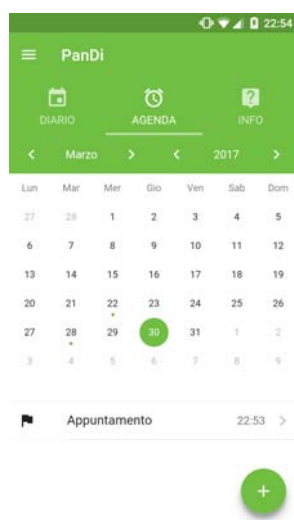 22:54
PanDi
DIARIO AGENDA INFO
Marzo 2017
Lun Mar Mer Gio Ven Sab Dom
27 28 1 2 3 4 5
6 7 8 9 10 11 12
13 14 15 16 17 18 19
20 21 22 23 24 25 26
27 28 29 30 31 1 2
3 4 5 6 7 8 9
Appuntamento 22:53